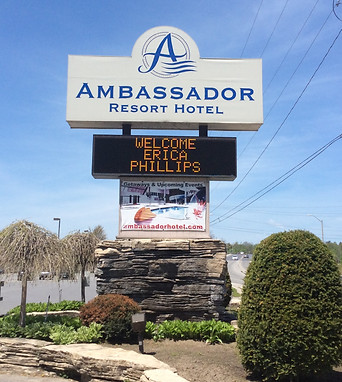 A
AMBASSADOR
RESORT HOTEL
WELCOME
ERICA
PHILLIPS
Getaways & Upcoming Events
ambassadorhotel.com